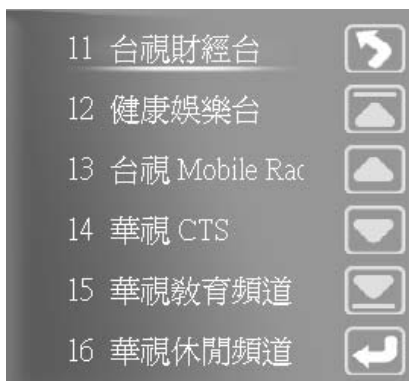 11 台視財經台
12 健康娛樂台
13 台視 Mobile Rac
14 華視 CTS
15 華視教育頻道
16 華視休閒頻道